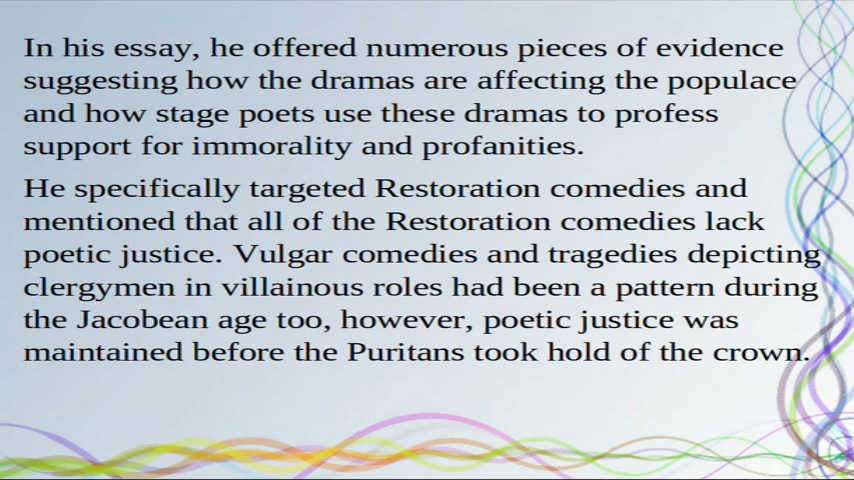 In his essay, he offered numerous pieces of evidence
suggesting how the dramas are affecting the populace
and how stage poets use these dramas to profess
support for immorality and profanities.
He specifically targeted Restoration comedies and
mentioned that all of the Restoration comedies lack
poetic justice. Vulgar comedies and tragedies depicting
clergymen in villainous roles had been a pattern during
the Jacobean age too, however, poetic justice was
maintained before the Puritans took hold of the crown.